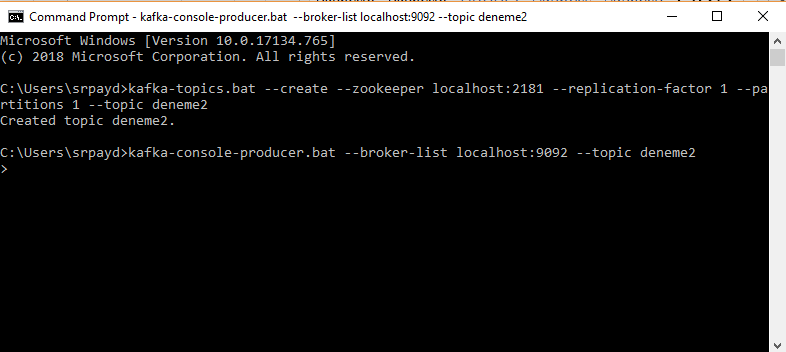 Command Prompt - kafka-console-producer.bat --broker-list localhost:9092 --topic deneme2
Microsoft Windows [Version 10.0.17134.765]
(c) 2018 Microsoft Corporation. All rights reserved.
C:\Users\srpayd>kafka-topics.bat --create --zookeeper localhost:2181 --replication-factor 1 --pa
rtitions 1 --topic deneme2
Created topic deneme2.
C:\Users\srpayd>kafka-console-producer.bat --broker-list localhost:9092 --topic deneme2
>